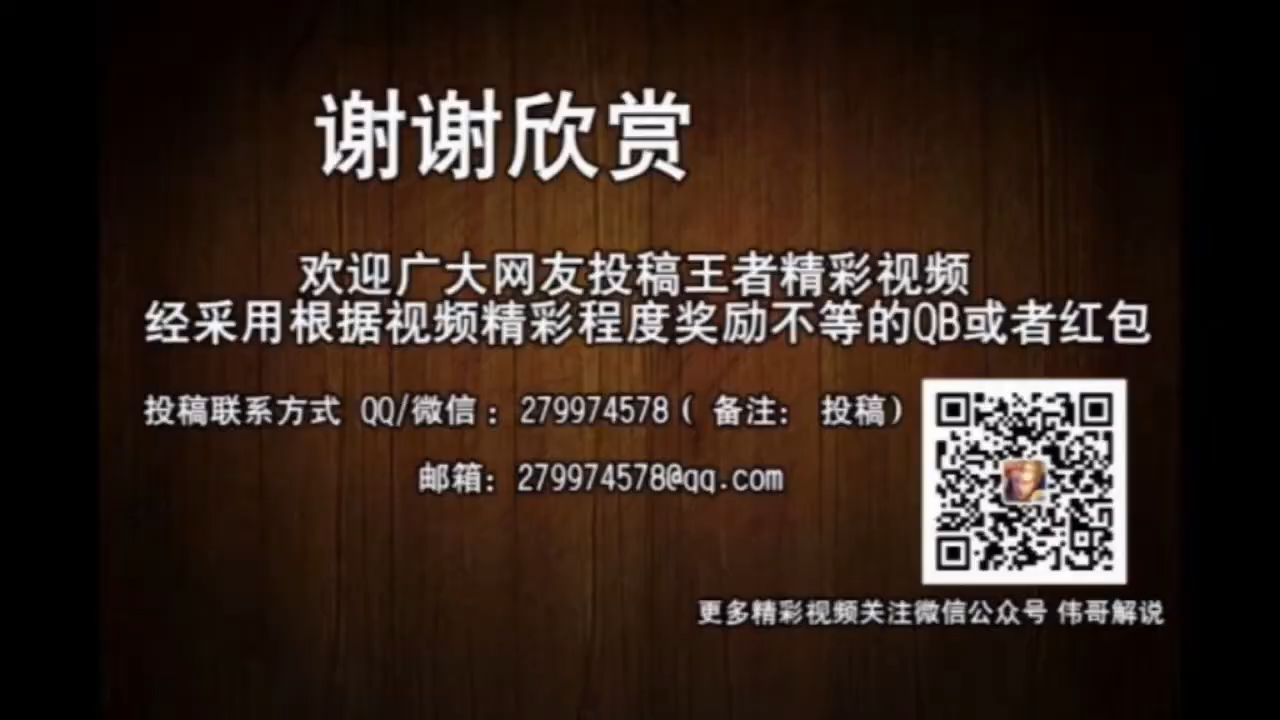 谢谢欣赏
欢迎广大网友投稿王者精彩视频
经采用根据视频精彩程度奖励不等的QB或者红包
投稿联系方式 QQ/微信：279974578（ 备注： 投稿）
邮箱：279974578@qq.com
更多精彩视频关注微信公众号 伟哥解说